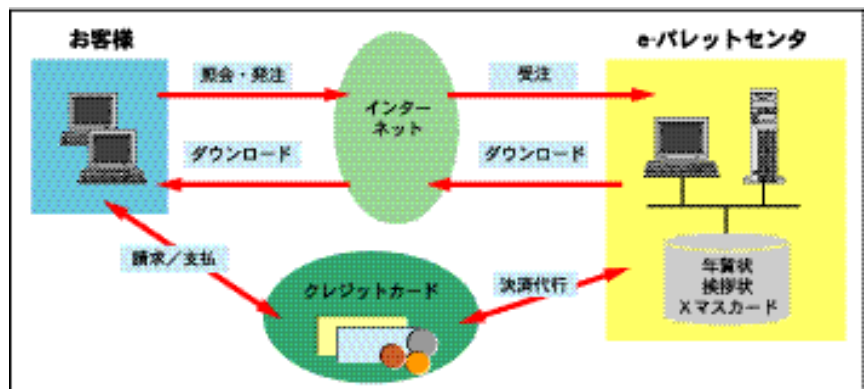 お客様
e-パレットセンタ
照会・発注
受注
インター
ネット
ダウンロード
ダウンロード
請求／支払
クレジットカード
決済代行
年賀状
挨拶状
Xマスカード